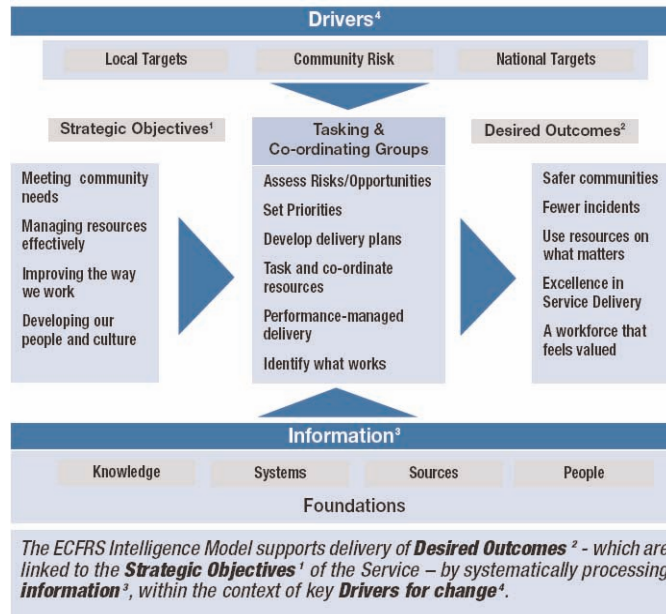 Drivers⁴
Local Targets
Community Risk
National Targets
Strategic Objectives¹
Meeting community
needs
Managing resources
effectively
Improving the way
we work
Developing our
people and culture
Tasking &
Co-ordinating Groups
Assess Risks/Opportunities
Set Priorities
Develop delivery plans
Task and co-ordinate
resources
Performance-managed
delivery
Identify what works
Desired Outcomes²
Safer communities
Fewer incidents
Use resources on
what matters
Excellence in
Service Delivery
A workforce that
feels valued
Information³
Knowledge
Systems
Sources
People
Foundations
The ECFRS Intelligence Model supports delivery of Desired Outcomes ² - which are
linked to the Strategic Objectives ¹ of the Service – by systematically processing
information³, within the context of key Drivers for change⁴.